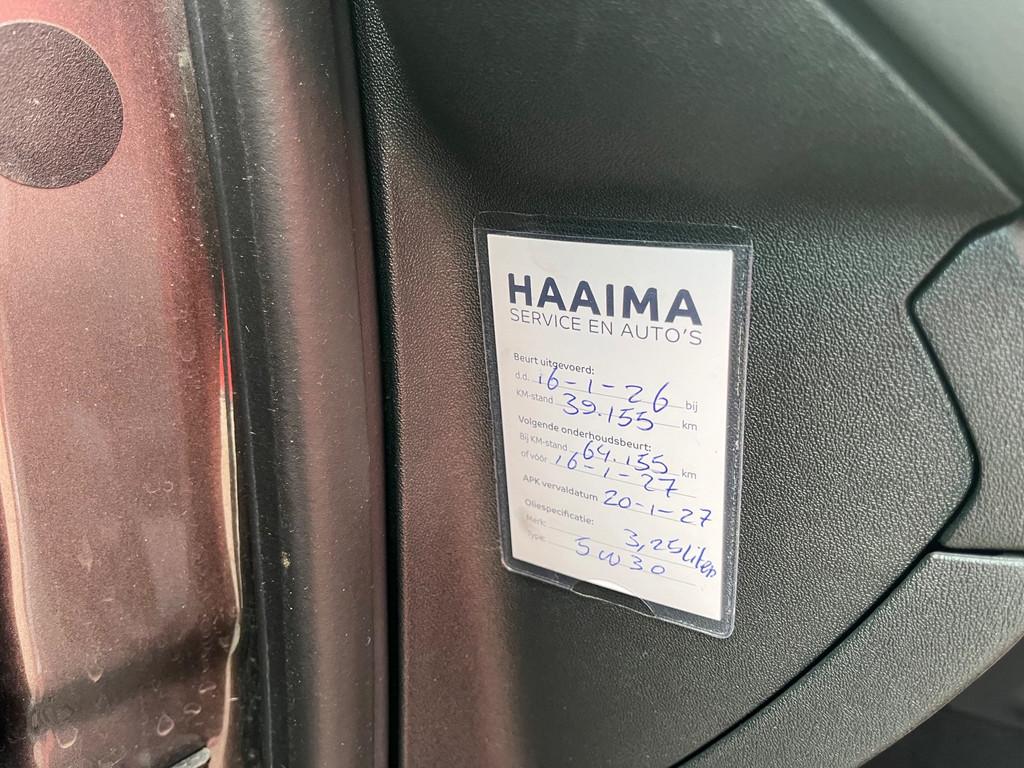 HAAIMA
SERVICE EN AUTO'S
Beurt uitgevoerd:
d.d. 16-1-26 bij
KM-stand 39.155 km
Volgende onderhoudsbeurt:
Bij KM-stand 64.155 km
of vóór 16-1-27
APK vervaldatum 20-1-27
Oliespecificatie:
Merk: 3,25 liter
Type: 5W30